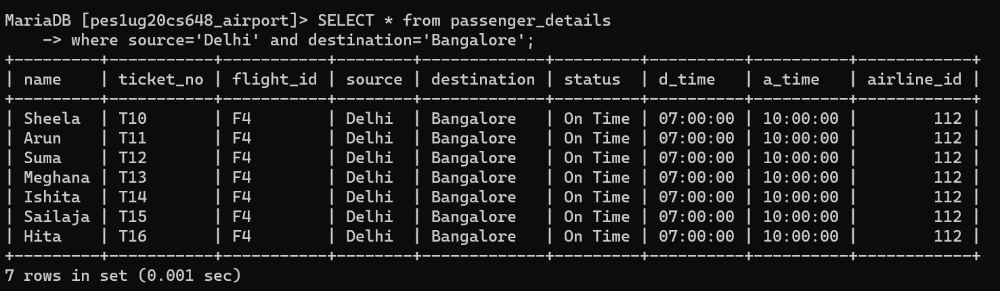 MariaDB [pes1ug20cs648_airport]> SELECT * from passenger_details
    -> where source='Delhi' and destination='Bangalore';
+---------+-----------+-----------+--------+-------------+---------+----------+----------+------------+
| name    | ticket_no | flight_id | source | destination | status  | d_time   | a_time   | airline_id |
+---------+-----------+-----------+--------+-------------+---------+----------+----------+------------+
| Sheela  | T10       | F4        | Delhi  | Bangalore   | On Time | 07:00:00 | 10:00:00 |        112 |
| Arun    | T11       | F4        | Delhi  | Bangalore   | On Time | 07:00:00 | 10:00:00 |        112 |
| Suma    | T12       | F4        | Delhi  | Bangalore   | On Time | 07:00:00 | 10:00:00 |        112 |
| Meghana | T13       | F4        | Delhi  | Bangalore   | On Time | 07:00:00 | 10:00:00 |        112 |
| Ishita  | T14       | F4        | Delhi  | Bangalore   | On Time | 07:00:00 | 10:00:00 |        112 |
| Sailaja | T15       | F4        | Delhi  | Bangalore   | On Time | 07:00:00 | 10:00:00 |        112 |
| Hita    | T16       | F4        | Delhi  | Bangalore   | On Time | 07:00:00 | 10:00:00 |        112 |
+---------+-----------+-----------+--------+-------------+---------+----------+----------+------------+
7 rows in set (0.001 sec)